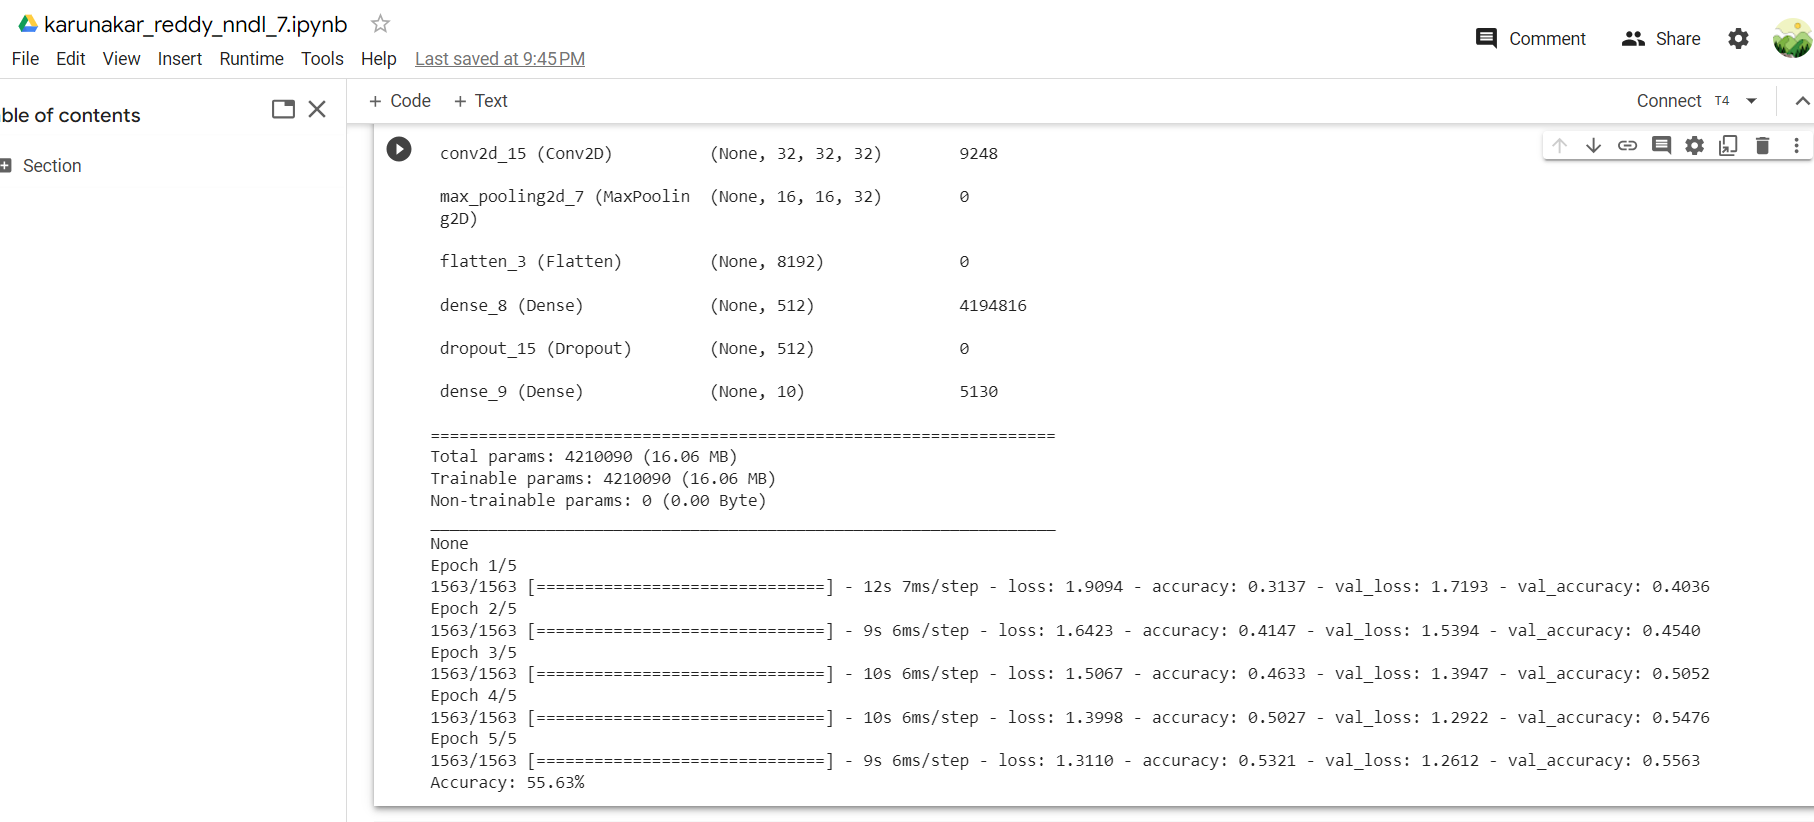 karunakar_reddy_nndl_7.ipynb
File Edit View Insert Runtime Tools Help Last saved at 9:45 PM
Comment Share
ble of contents
Section
+ Code + Text
Connect T4
conv2d_15 (Conv2D) (None, 32, 32, 32) 9248
max_pooling2d_7 (MaxPoolin (None, 16, 16, 32) 0
g2D)
flatten_3 (Flatten) (None, 8192) 0
dense_8 (Dense) (None, 512) 4194816
dropout_15 (Dropout) (None, 512) 0
dense_9 (Dense) (None, 10) 5130
=================================================================
Total params: 4210090 (16.06 MB)
Trainable params: 4210090 (16.06 MB)
Non-trainable params: 0 (0.00 Byte)
_________________________________________________________________
None
Epoch 1/5
1563/1563 [==============================] - 12s 7ms/step - loss: 1.9094 - accuracy: 0.3137 - val_loss: 1.7193 - val_accuracy: 0.4036
Epoch 2/5
1563/1563 [==============================] - 9s 6ms/step - loss: 1.6423 - accuracy: 0.4147 - val_loss: 1.5394 - val_accuracy: 0.4540
Epoch 3/5
1563/1563 [==============================] - 10s 6ms/step - loss: 1.5067 - accuracy: 0.4633 - val_loss: 1.3947 - val_accuracy: 0.5052
Epoch 4/5
1563/1563 [==============================] - 10s 6ms/step - loss: 1.3998 - accuracy: 0.5027 - val_loss: 1.2922 - val_accuracy: 0.5476
Epoch 5/5
1563/1563 [==============================] - 9s 6ms/step - loss: 1.3110 - accuracy: 0.5321 - val_loss: 1.2612 - val_accuracy: 0.5563
Accuracy: 55.63%